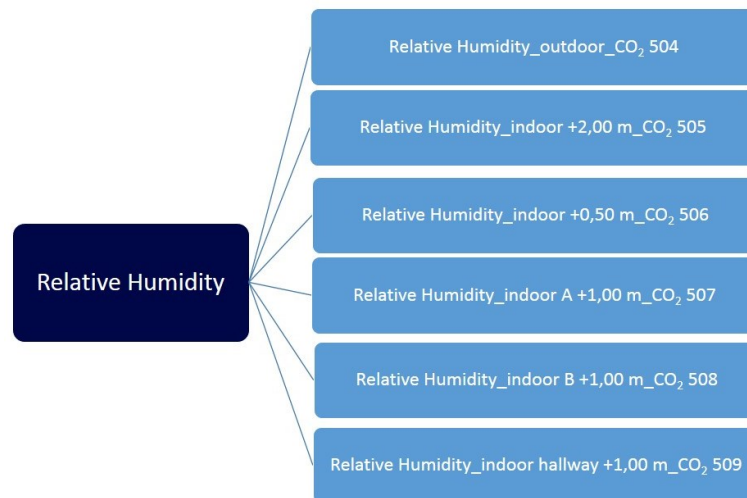 Relative Humidity
Relative Humidity_outdoor_CO₂ 504
Relative Humidity_indoor +2,00 m_CO₂ 505
Relative Humidity_indoor +0,50 m_CO₂ 506
Relative Humidity_indoor A +1,00 m_CO₂ 507
Relative Humidity_indoor B +1,00 m_CO₂ 508
Relative Humidity_indoor hallway +1,00 m_CO₂ 509